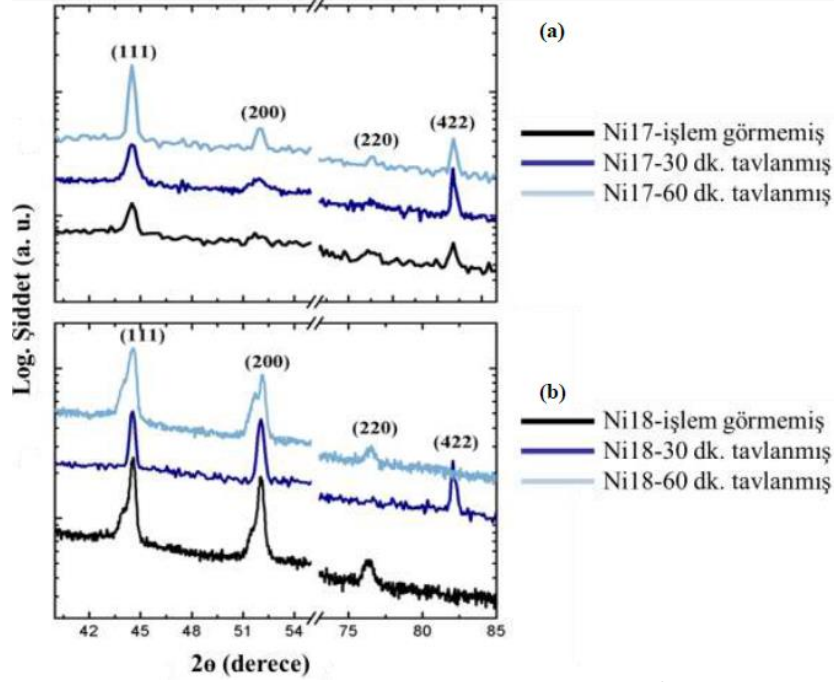 (a)
(111)
(200)
(220)
(422)
Ni17-işlem görmemiş
Ni17-30 dk. tavlanmış
Ni17-60 dk. tavlanmış
Log. Şiddet (a. u.)
(111)
(200)
(220)
(422)
(b)
Ni18-işlem görmemiş
Ni18-30 dk. tavlanmış
Ni18-60 dk. tavlanmış
42 45 48 51 54 75 80 85
2ө (derece)